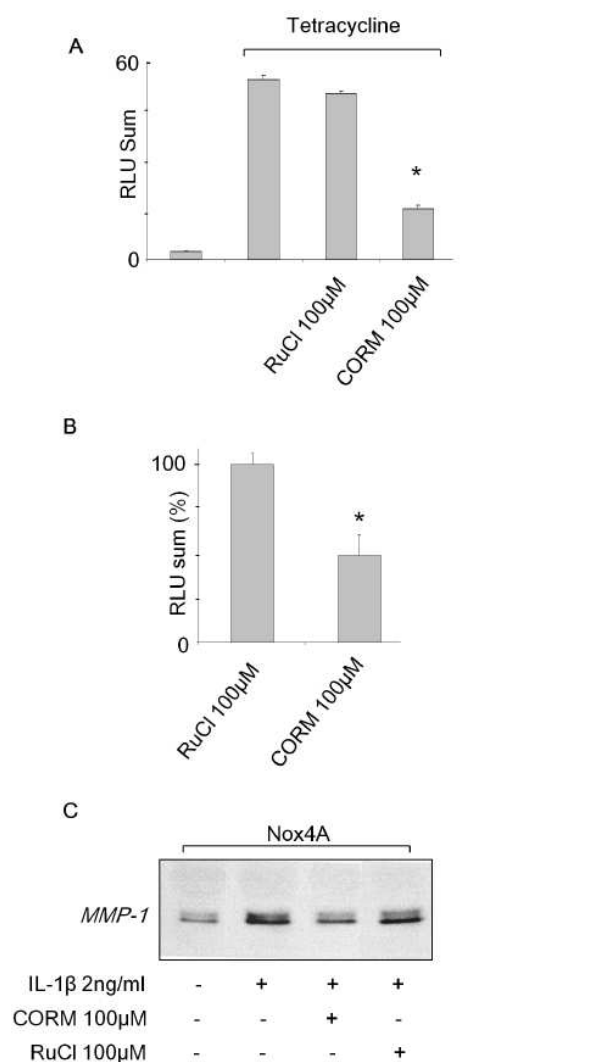 A
Tetracycline
60
RLU Sum
*
0
RuCl 100µM
CORM 100µM
B
100
RLU sum (%)
*
0
RuCl 100µM
CORM 100µM
C
Nox4A
MMP-1
IL-1β 2ng/ml - + + +
CORM 100µM - - + -
RuCl 100µM - - - +